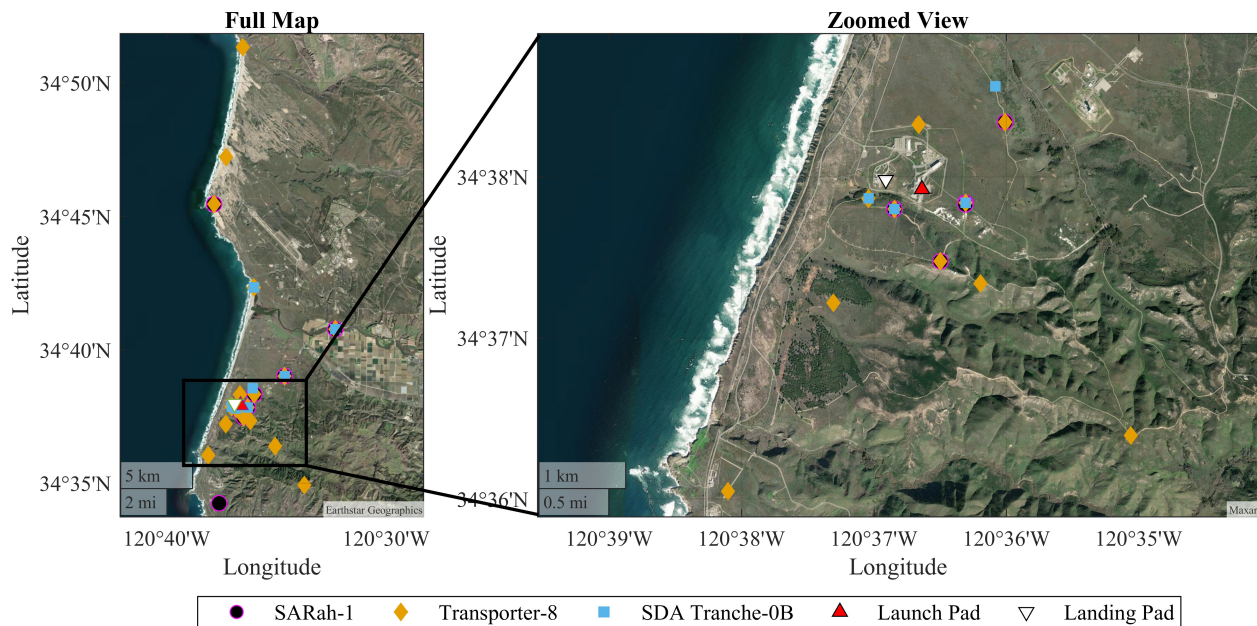 Full Map
Zoomed View
34°50'N
34°45'N
34°40'N
34°35'N
Latitude
5 km
2 mi
Earthstar Geographics
120°40'W
120°30'W
Longitude
34°38'N
34°37'N
34°36'N
Latitude
1 km
0.5 mi
Maxar
120°39'W
120°38'W
120°37'W
120°36'W
120°35'W
Longitude
SARah-1
Transporter-8
SDA Tranche-0B
Launch Pad
Landing Pad